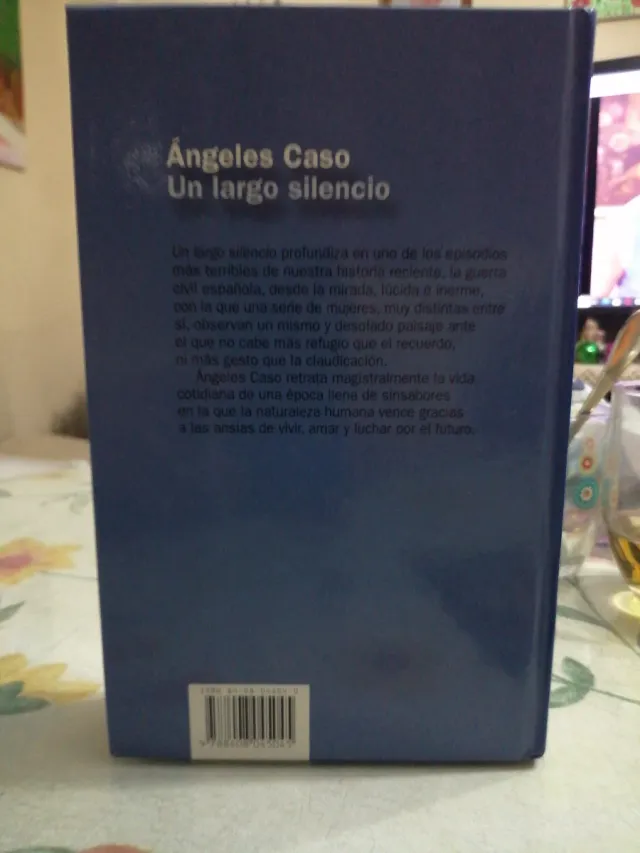 Ángeles Caso
Un largo silencio
Un largo silencio profundiza en uno de los episodios
más terribles de nuestra historia reciente, la guerra
civil española, desde la mirada, lúcida e inerme,
con la que una serie de mujeres, muy distintas entre
sí, observan un mismo y desolado paisaje ante
el que no cabe más refugio que el recuerdo,
ni más gesto que la claudicación.
Ángeles Caso retrata magistralmente la vida
cotidiana de una época llena de sinsabores
en la que la naturaleza humana vence gracias
a las ansias de vivir, amar y luchar por el futuro.
ISBN